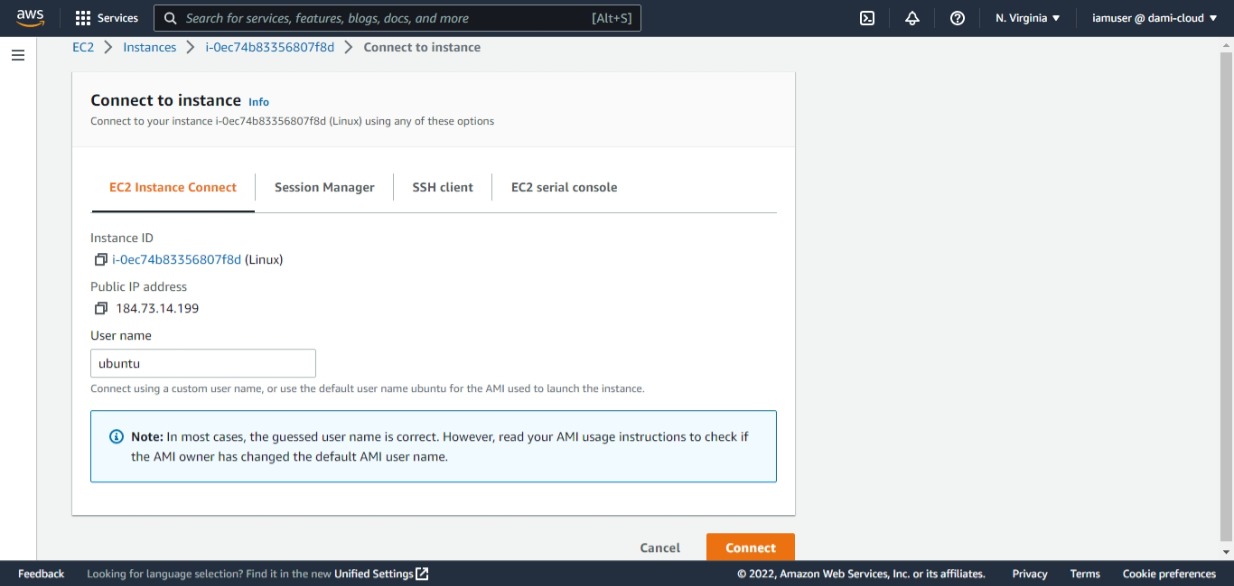 aws Services Search for services, features, blogs, docs, and more [Alt+S] N. Virginia iamuser @ dami-cloud
EC2 Instances i-0ec74b83356807f8d Connect to instance
Connect to instance Info
Connect to your instance i-0ec74b83356807f8d (Linux) using any of these options
EC2 Instance Connect Session Manager SSH client EC2 serial console
Instance ID
i-0ec74b83356807f8d (Linux)
Public IP address
184.73.14.199
User name
ubuntu
Connect using a custom user name, or use the default user name ubuntu for the AMI used to launch the instance.
Note: In most cases, the guessed user name is correct. However, read your AMI usage instructions to check if
the AMI owner has changed the default AMI user name.
Cancel Connect
Feedback Looking for language selection? Find it in the new Unified Settings © 2022, Amazon Web Services, Inc. or its affiliates. Privacy Terms Cookie preferences